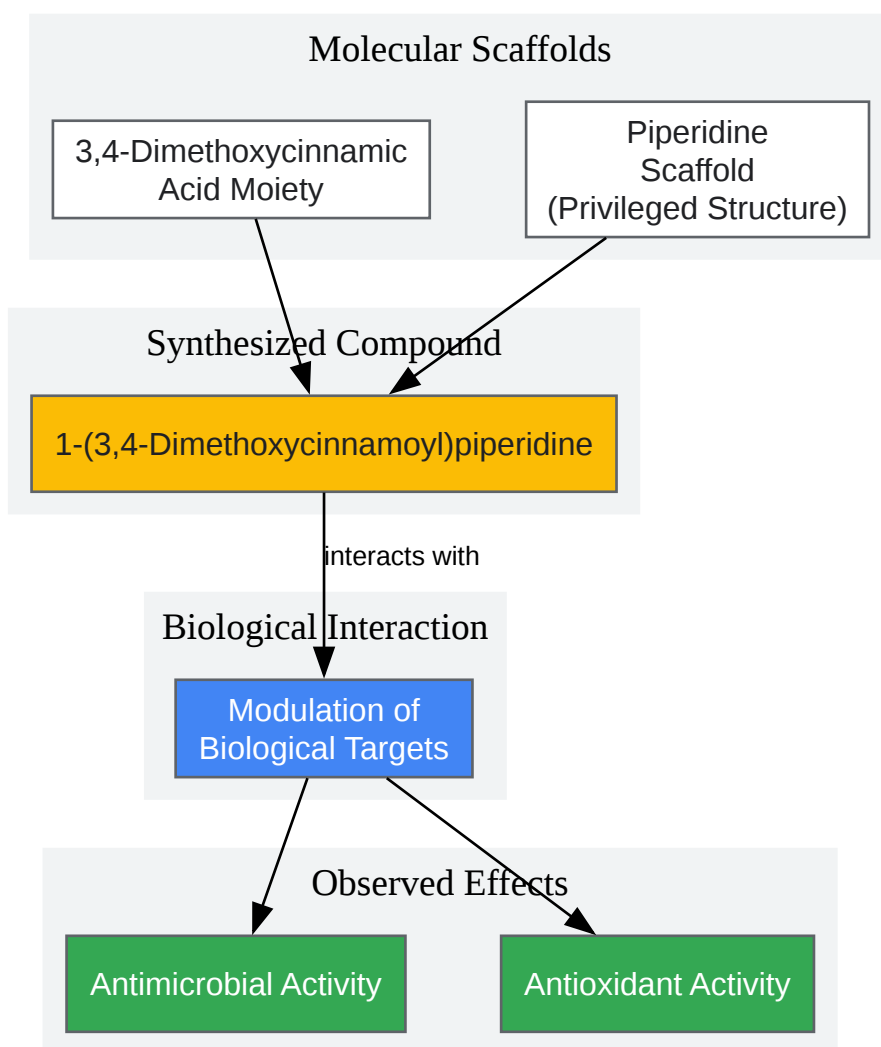 Molecular Scaffolds
3,4-Dimethoxycinnamic
Acid Moiety
Piperidine
Scaffold
(Privileged Structure)
Synthesized Compound
1-(3,4-Dimethoxycinnamoyl)piperidine
interacts with
Biological Interaction
Modulation of
Biological Targets
Observed Effects
Antimicrobial Activity
Antioxidant Activity